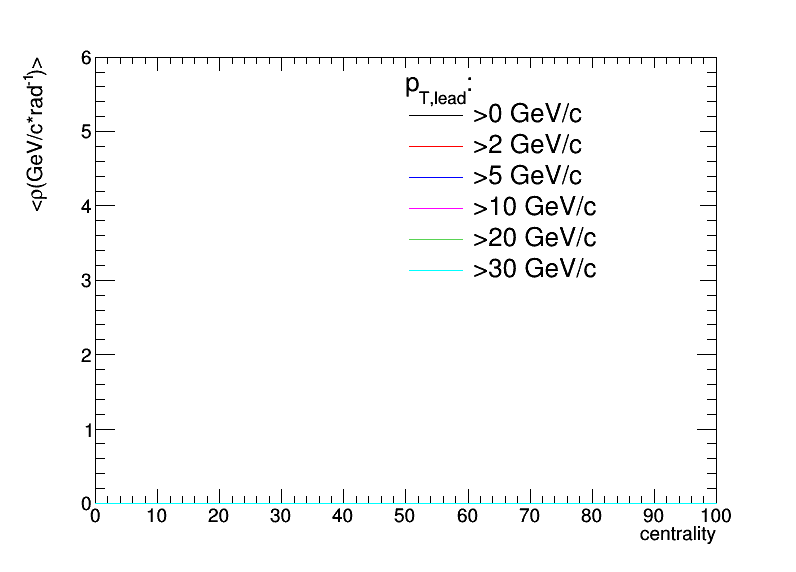 <ρ(GeV/c*rad⁻¹)>
6
5
4
3
2
1
0
p_T,lead:
>0 GeV/c
>2 GeV/c
>5 GeV/c
>10 GeV/c
>20 GeV/c
>30 GeV/c
0 10 20 30 40 50 60 70 80 90 100
centrality